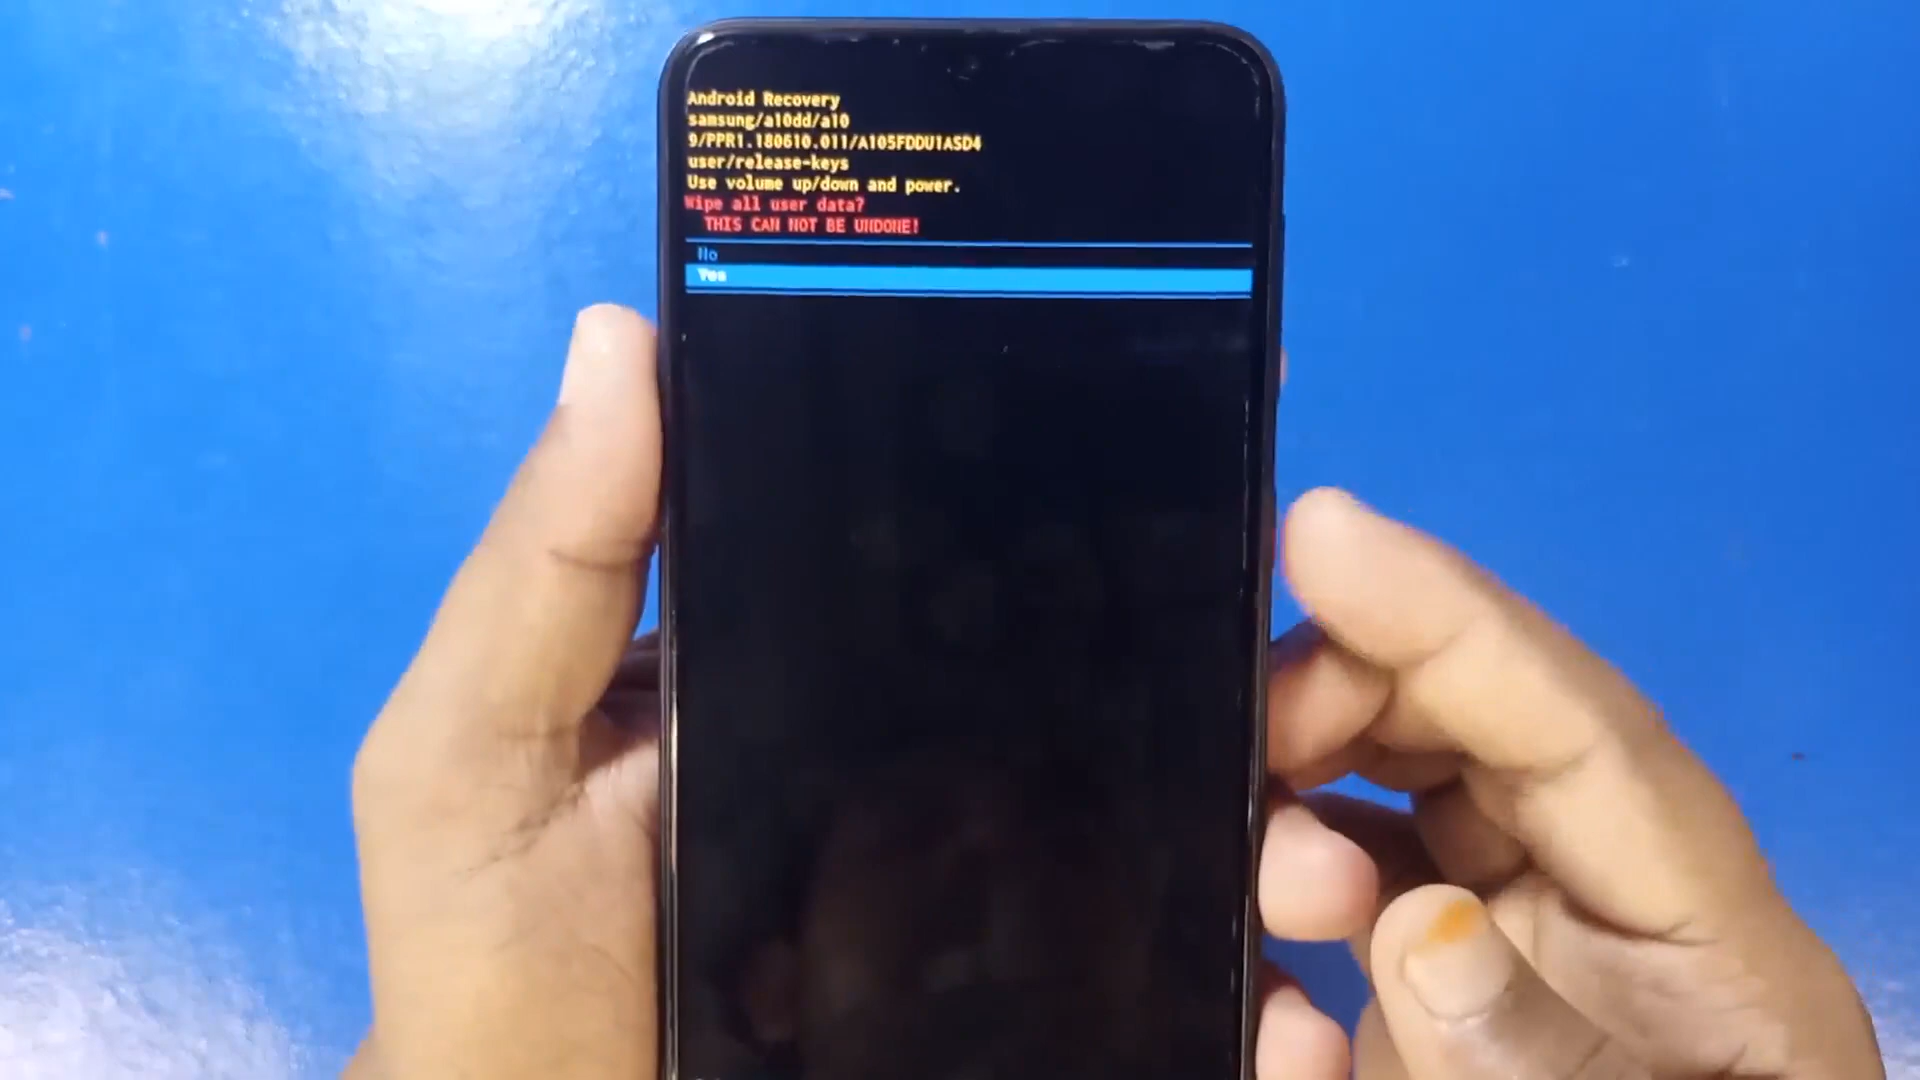 Android Recovery
samsung/a10dd/a10
9/PPR1.180610.011/A105FDDU1ASD4
user/release-keys
Use volume up/down and power.
Wipe all user data?
THIS CAN NOT BE UNDONE!
No
Yes